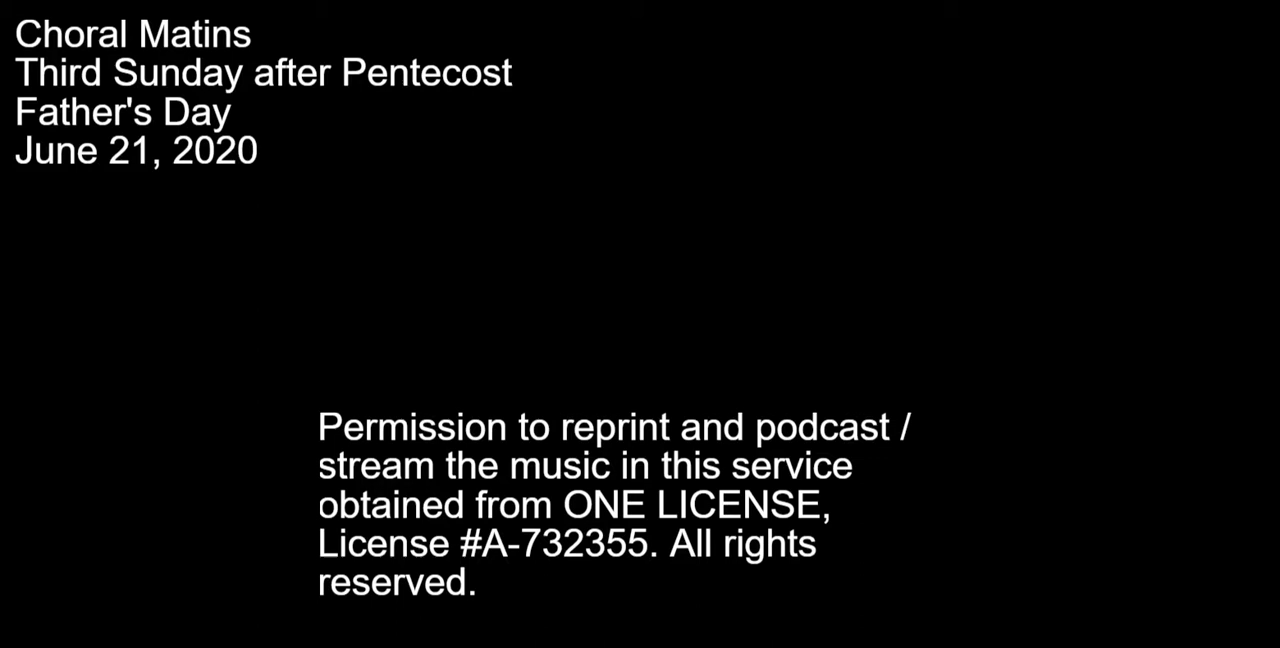 Choral Matins
Third Sunday after Pentecost
Father's Day
June 21, 2020
Permission to reprint and podcast /
stream the music in this service
obtained from ONE LICENSE,
License #A-732355. All rights
reserved.